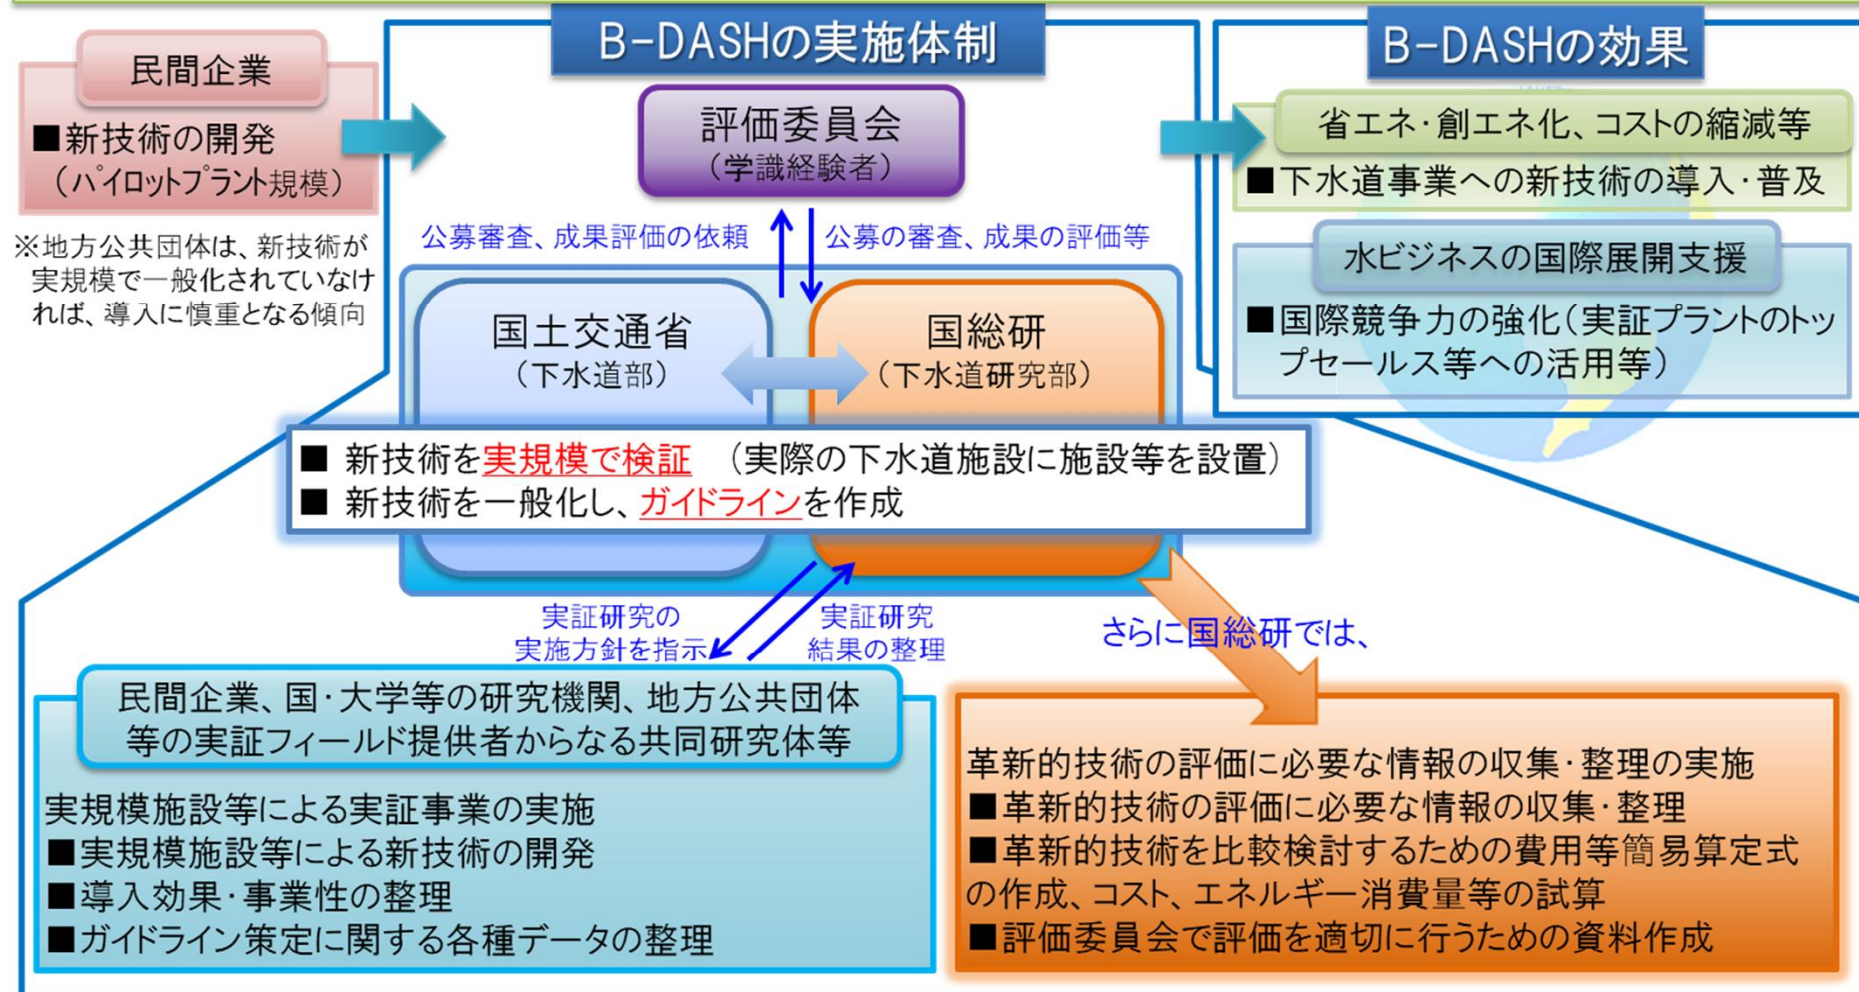 B-DASHの実施体制
B-DASHの効果
民間企業
■新技術の開発
（パイロットプラント規模）
※地方公共団体は、新技術が
実規模で一般化されていなけ
れば、導入に慎重となる傾向
評価委員会
（学識経験者）
公募審査、成果評価の依頼
公募の審査、成果の評価等
国土交通省
（下水道部）
国総研
（下水道研究部）
■ 新技術を実規模で検証　（実際の下水道施設に施設等を設置）
■ 新技術を一般化し、ガイドラインを作成
省エネ・創エネ化、コストの縮減等
■下水道事業への新技術の導入・普及
水ビジネスの国際展開支援
■国際競争力の強化（実証プラントのトッ
プセールス等への活用等）
実証研究の
実施方針を指示
実証研究
結果の整理
さらに国総研では、
民間企業、国・大学等の研究機関、地方公共団体
等の実証フィールド提供者からなる共同研究体等
実規模施設等による実証事業の実施
■実規模施設等による新技術の開発
■導入効果・事業性の整理
■ガイドライン策定に関する各種データの整理
革新的技術の評価に必要な情報の収集・整理の実施
■革新的技術の評価に必要な情報の収集・整理
■革新的技術を比較検討するための費用等簡易算定式
の作成、コスト、エネルギー消費量等の試算
■評価委員会で評価を適切に行うための資料作成